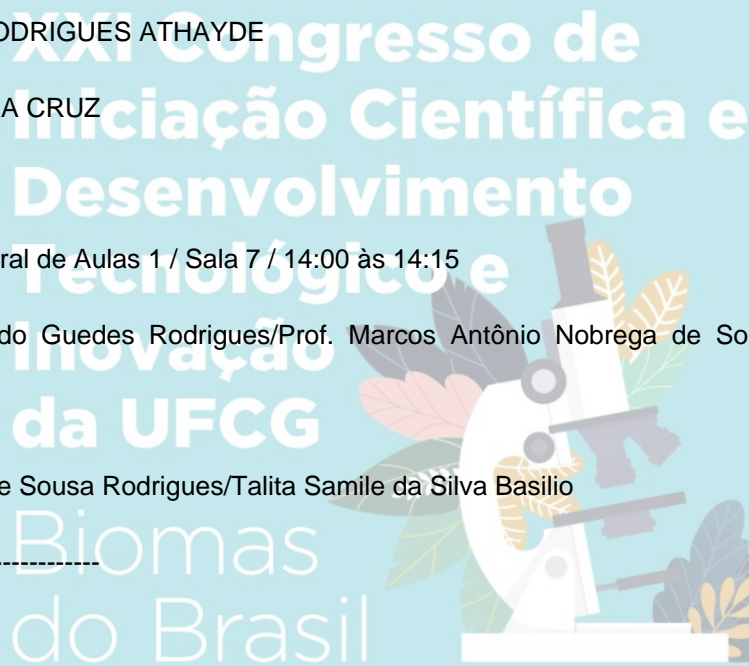 ODRIGUES ATHAYDE
XXI Congresso de
A CRUZ
Iniciação Científica e
Desenvolvimento
ral de Aulas 1 / Sala 7 / 14:00 às 14:15
Tecnológico e
do Guedes Rodrigues/Prof. Marcos Antônio Nobrega de So
Inovação
da UFCG
e Sousa Rodrigues/Talita Samile da Silva Basilio
Biomas
------------
do Brasil